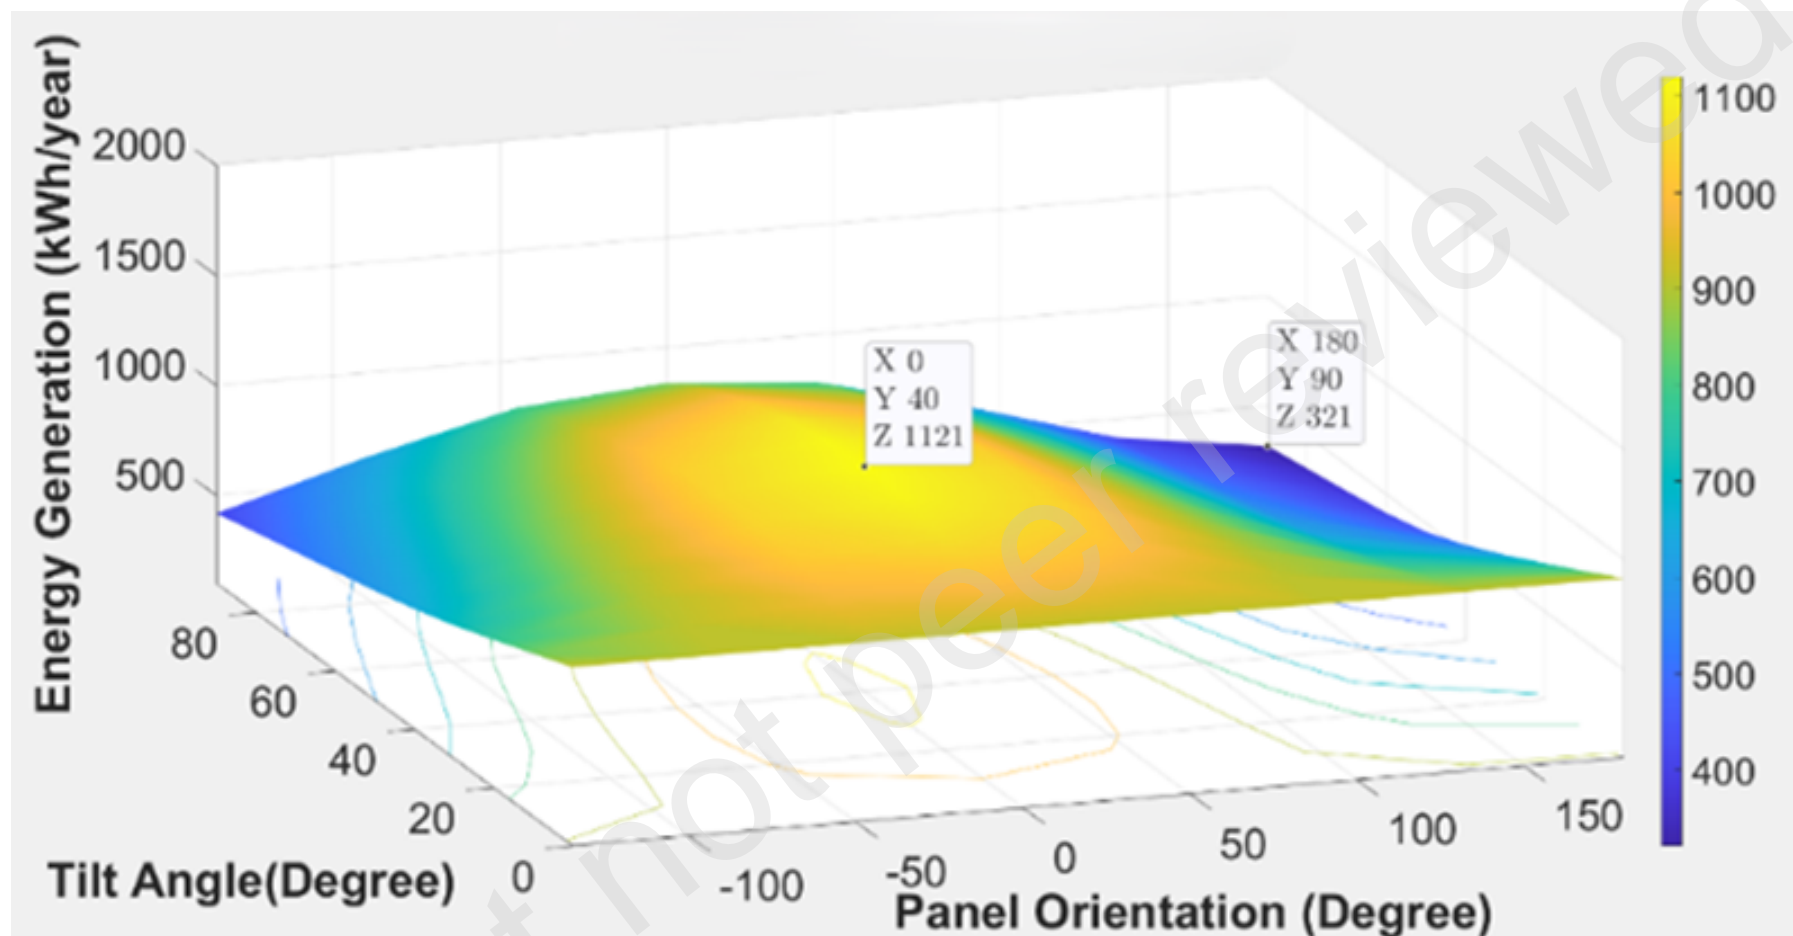 Energy Generation (kWh/year)
2000
1500
1000
500
80
60
40
20
0
Tilt Angle(Degree)
-100
-50
0
50
100
150
Panel Orientation (Degree)
X 0
Y 40
Z 1121
X 180
Y 90
Z 321
1100
1000
900
800
700
600
500
400
t not peer reviewed